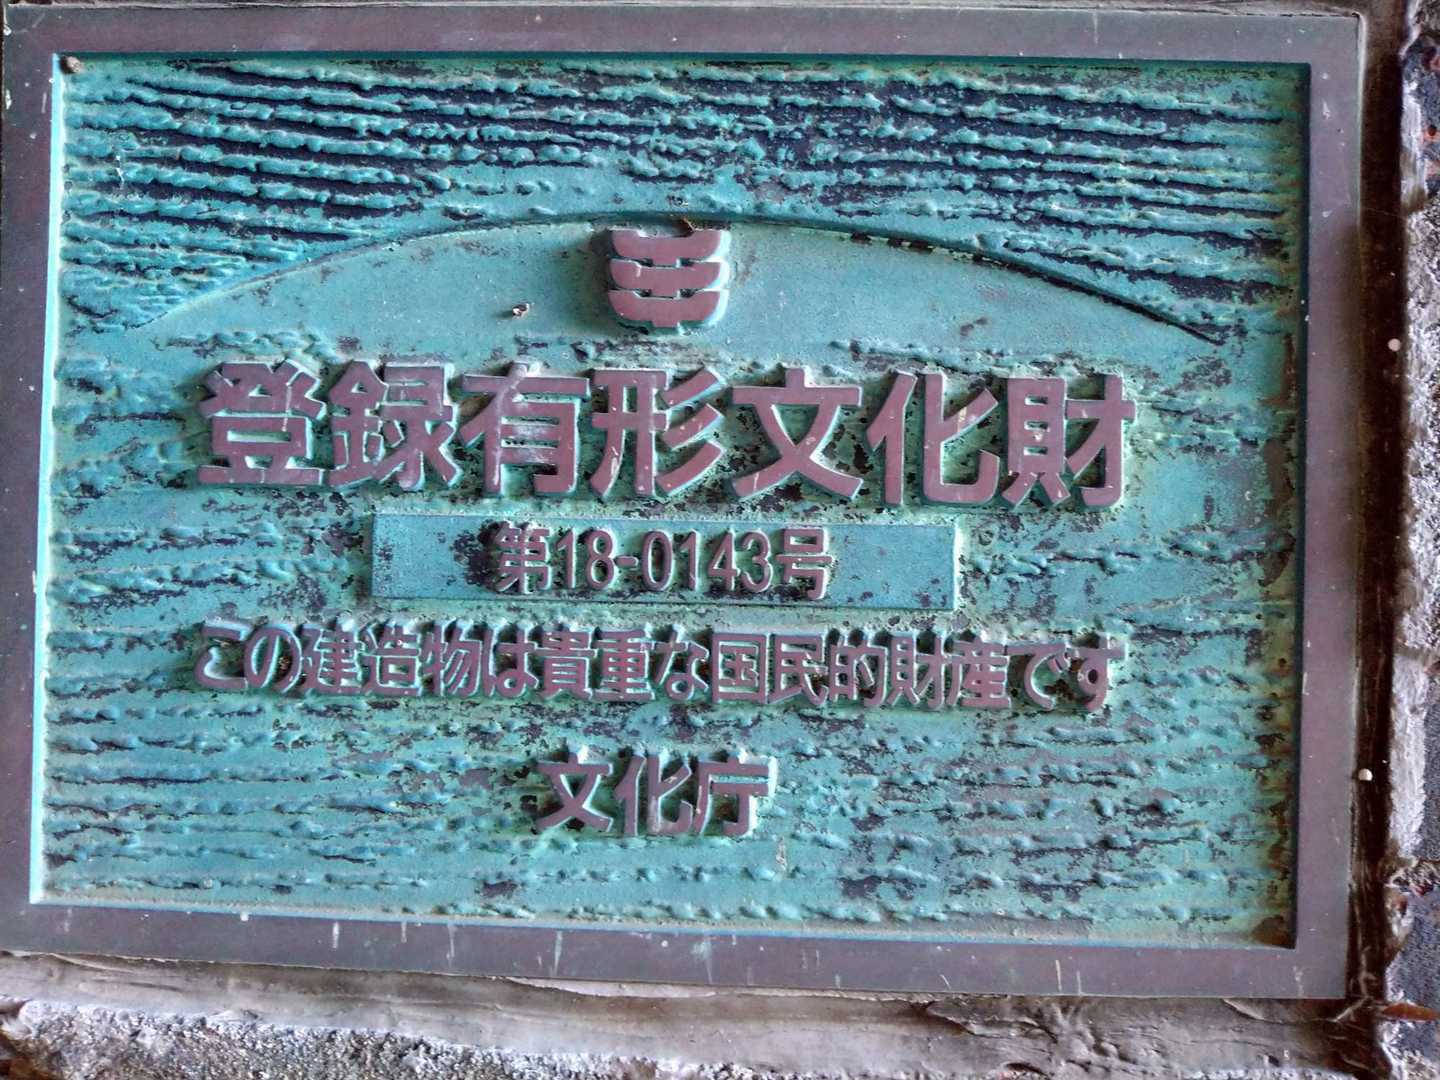 登録有形文化財
第18-0143号
この建造物は貴重な国民的財産です
文化庁